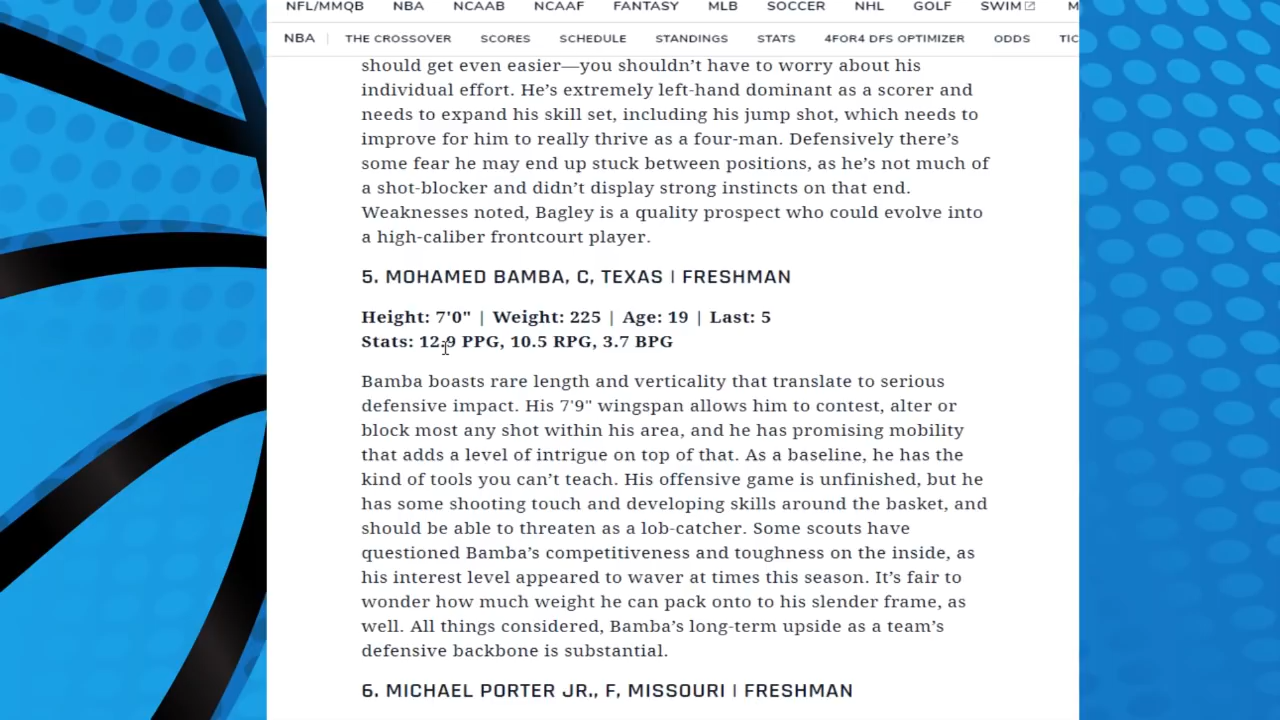 NFL/MMQB NBA NCAAB NCAAF FANTASY MLB SOCCER NHL GOLF SWIM M
NBA | THE CROSSOVER SCORES SCHEDULE STANDINGS STATS 4FOR4 DFS OPTIMIZER ODDS TIC
should get even easier—you shouldn’t have to worry about his
individual effort. He’s extremely left-hand dominant as a scorer and
needs to expand his skill set, including his jump shot, which needs to
improve for him to really thrive as a four-man. Defensively there’s
some fear he may end up stuck between positions, as he’s not much of
a shot-blocker and didn’t display strong instincts on that end.
Weaknesses noted, Bagley is a quality prospect who could evolve into
a high-caliber frontcourt player.
5. MOHAMED BAMBA, C, TEXAS | FRESHMAN
Height: 7'0" | Weight: 225 | Age: 19 | Last: 5
Stats: 12.9 PPG, 10.5 RPG, 3.7 BPG
Bamba boasts rare length and verticality that translate to serious
defensive impact. His 7'9" wingspan allows him to contest, alter or
block most any shot within his area, and he has promising mobility
that adds a level of intrigue on top of that. As a baseline, he has the
kind of tools you can’t teach. His offensive game is unfinished, but he
has some shooting touch and developing skills around the basket, and
should be able to threaten as a lob-catcher. Some scouts have
questioned Bamba’s competitiveness and toughness on the inside, as
his interest level appeared to waver at times this season. It’s fair to
wonder how much weight he can pack onto to his slender frame, as
well. All things considered, Bamba’s long-term upside as a team’s
defensive backbone is substantial.
6. MICHAEL PORTER JR., F, MISSOURI | FRESHMAN